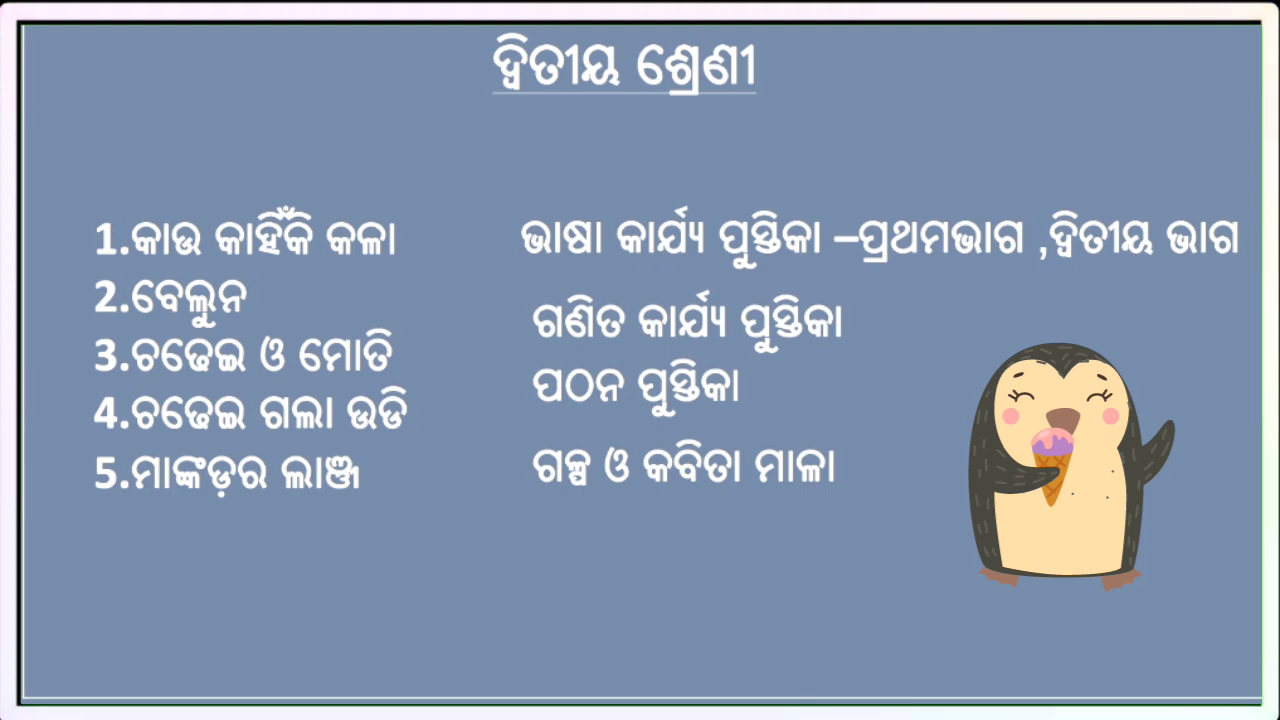 ଦ୍ୱିତୀୟ ଶ୍ରେଣୀ
1.କାଉ କାହିଁକି କଳା
2.ବେଲୁନ
3.ଚଢେଇ ଓ ମୋତି
4.ଚଢେଇ ଗଲା ଉଡି
5.ମାଙ୍କଡ଼ର ଲାଞ୍ଜ
ଭାଷା କାର୍ଯ୍ୟ ପୁସ୍ତିକା –ପ୍ରଥମଭାଗ ,ଦ୍ୱିତୀୟ ଭାଗ
ଗଣିତ କାର୍ଯ୍ୟ ପୁସ୍ତିକା
ପଠନ ପୁସ୍ତିକା
ଗଳ୍ପ ଓ କବିତା ମାଳା